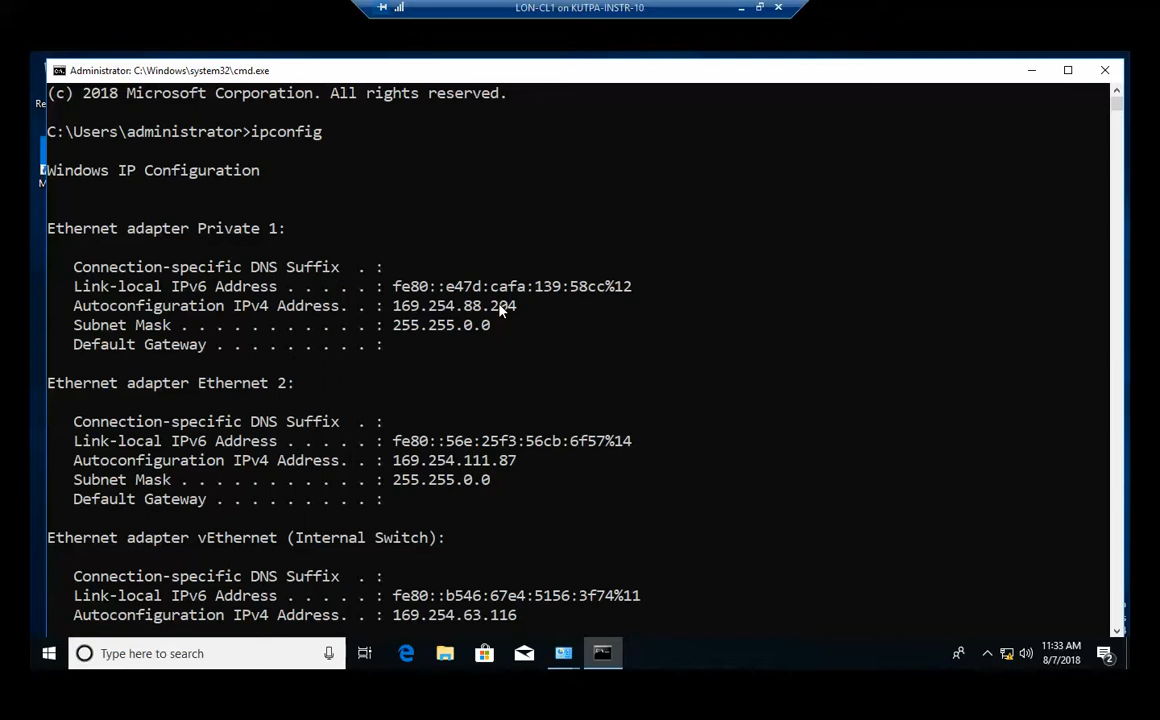 LON-CL1 on KUTPA-INSTR-10
Administrator: C:\Windows\system32\cmd.exe
Re
M
(c) 2018 Microsoft Corporation. All rights reserved.
C:\Users\administrator>ipconfig
Windows IP Configuration
Ethernet adapter Private 1:
Connection-specific DNS Suffix . :
Link-local IPv6 Address . . . . . : fe80::e47d:cafa:139:58cc%12
Autoconfiguration IPv4 Address. . : 169.254.88.204
Subnet Mask . . . . . . . . . . . : 255.255.0.0
Default Gateway . . . . . . . . . :
Ethernet adapter Ethernet 2:
Connection-specific DNS Suffix . :
Link-local IPv6 Address . . . . . : fe80::56e:25f3:56cb:6f57%14
Autoconfiguration IPv4 Address. . : 169.254.111.87
Subnet Mask . . . . . . . . . . . : 255.255.0.0
Default Gateway . . . . . . . . . :
Ethernet adapter vEthernet (Internal Switch):
Connection-specific DNS Suffix . :
Link-local IPv6 Address . . . . . : fe80::b546:67e4:5156:3f74%11
Autoconfiguration IPv4 Address. . : 169.254.63.116
Type here to search
11:33 AM
8/7/2018
2